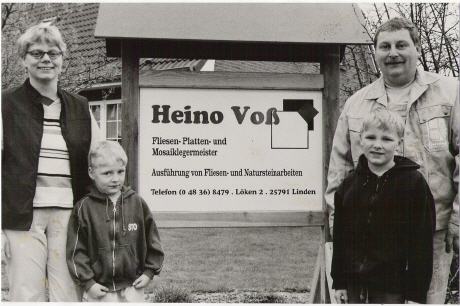 Heino Voß
Fliesen-Platten- und
Mosaiklegermeister
Ausführung von Fliesen- und Natursteinarbeiten
Telefon (0 48 36) 8479 . Löken 2 . 25791 Linden
STO